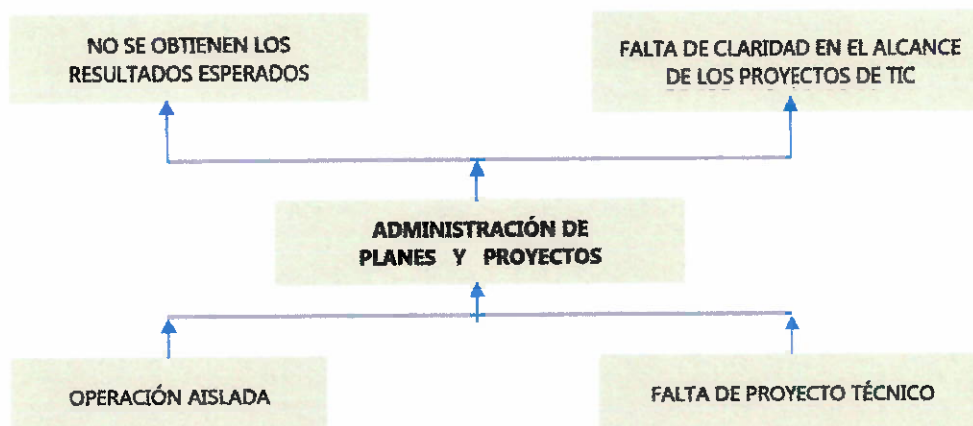 NO SE OBTIENEN LOS
RESULTADOS ESPERADOS
FALTA DE CLARIDAD EN EL ALCANCE
DE LOS PROYECTOS DE TIC
ADMINISTRACIÓN DE
PLANES Y PROYECTOS
OPERACIÓN AISLADA
FALTA DE PROYECTO TÉCNICO